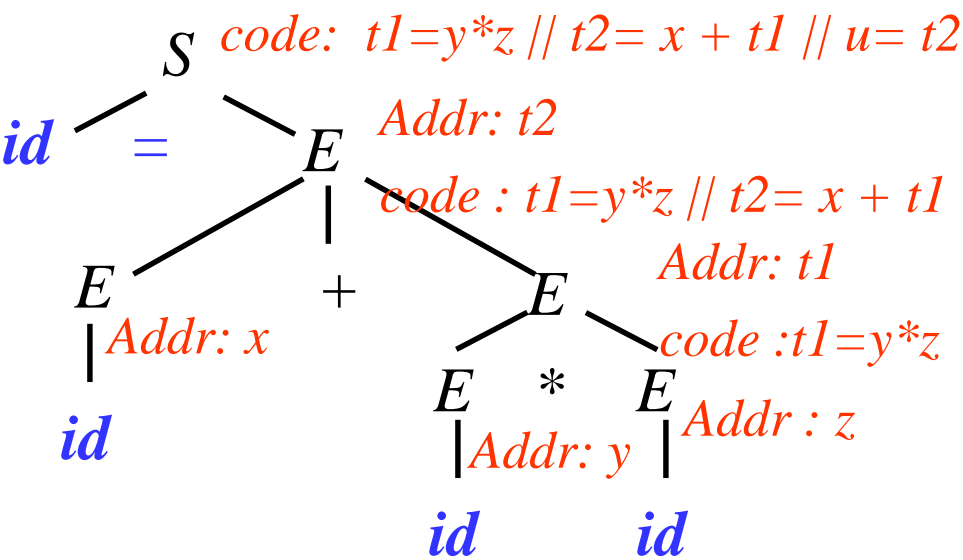 S code: t1=y*z // t2= x + t1 // u= t2
id = E Addr: t2
code : t1=y*z // t2= x + t1
E + E Addr: t1
Addr: x code :t1=y*z
E * E
id Addr: y Addr : z
id id